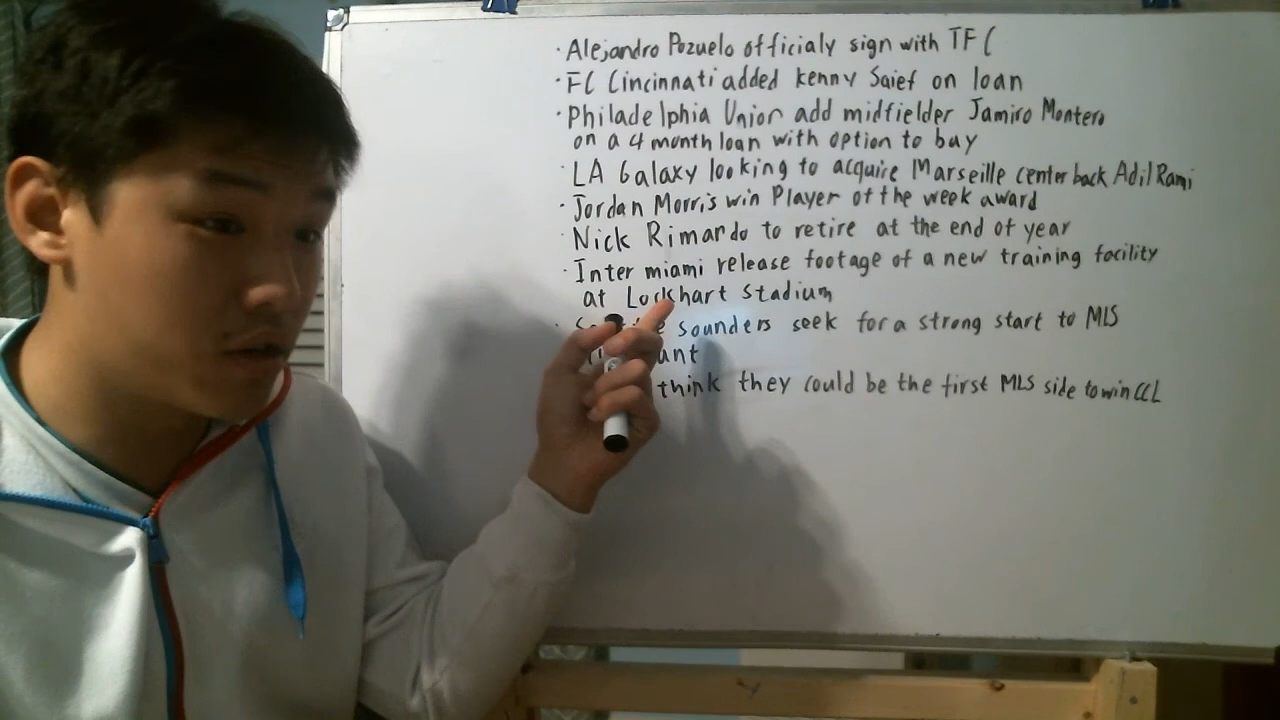 · Alejandro Pozuelo officialy sign with TFC
· FC Cincinnati added kenny Saief on loan
· Philadelphia Union add midfielder Jamiro Montero
on a 4 month loan with option to buy
· LA Galaxy looking to acquire Marseille center back Adil Rami
· Jordan Morris win Player of the week award
· Nick Rimando to retire at the end of year
· Inter miami release footage of a new training facility
at Lockhart Stadium
· sounders seek for a strong start to MLS
think they could be the first MLS side to win CCL